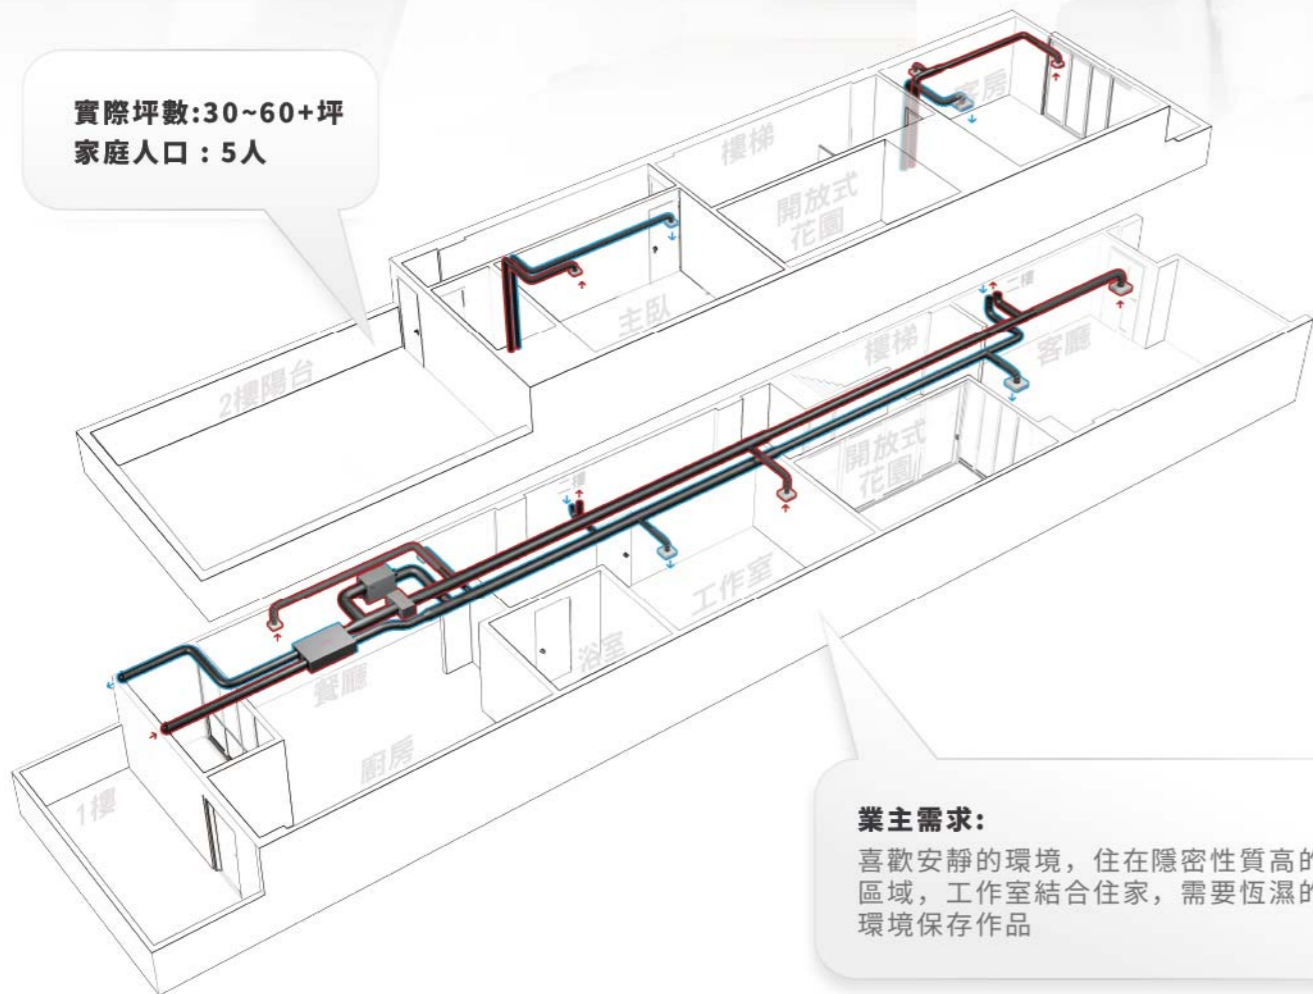 實際坪數:30~60+坪
家庭人口：5人
客房
樓梯
開放式
花園
主臥
2樓陽台
二樓
客廳
樓梯
開放式
花園
二樓
工作室
浴室
餐廳
廚房
1樓
業主需求:
喜歡安靜的環境，住在隱密性質高的
區域，工作室結合住家，需要恆濕的
環境保存作品